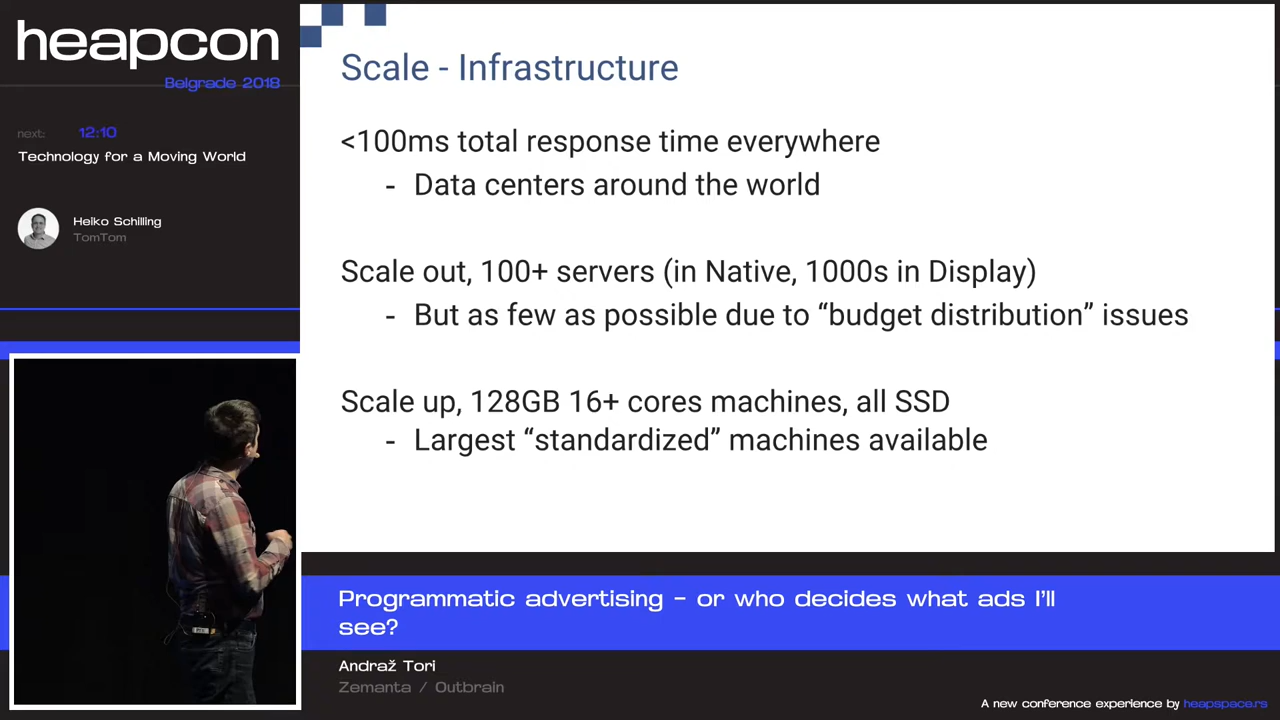 heapcon
Belgrade 2018
next: 12:10
Technology for a Moving World
Heiko Schilling
TomTom
Scale - Infrastructure
<100ms total response time everywhere
- Data centers around the world
Scale out, 100+ servers (in Native, 1000s in Display)
- But as few as possible due to “budget distribution” issues
Scale up, 128GB 16+ cores machines, all SSD
- Largest “standardized” machines available
Programmatic advertising - or who decides what ads I'll
see?
Andraž Tori
Zemanta / Outbrain
A new conference experience by heapspace.rs